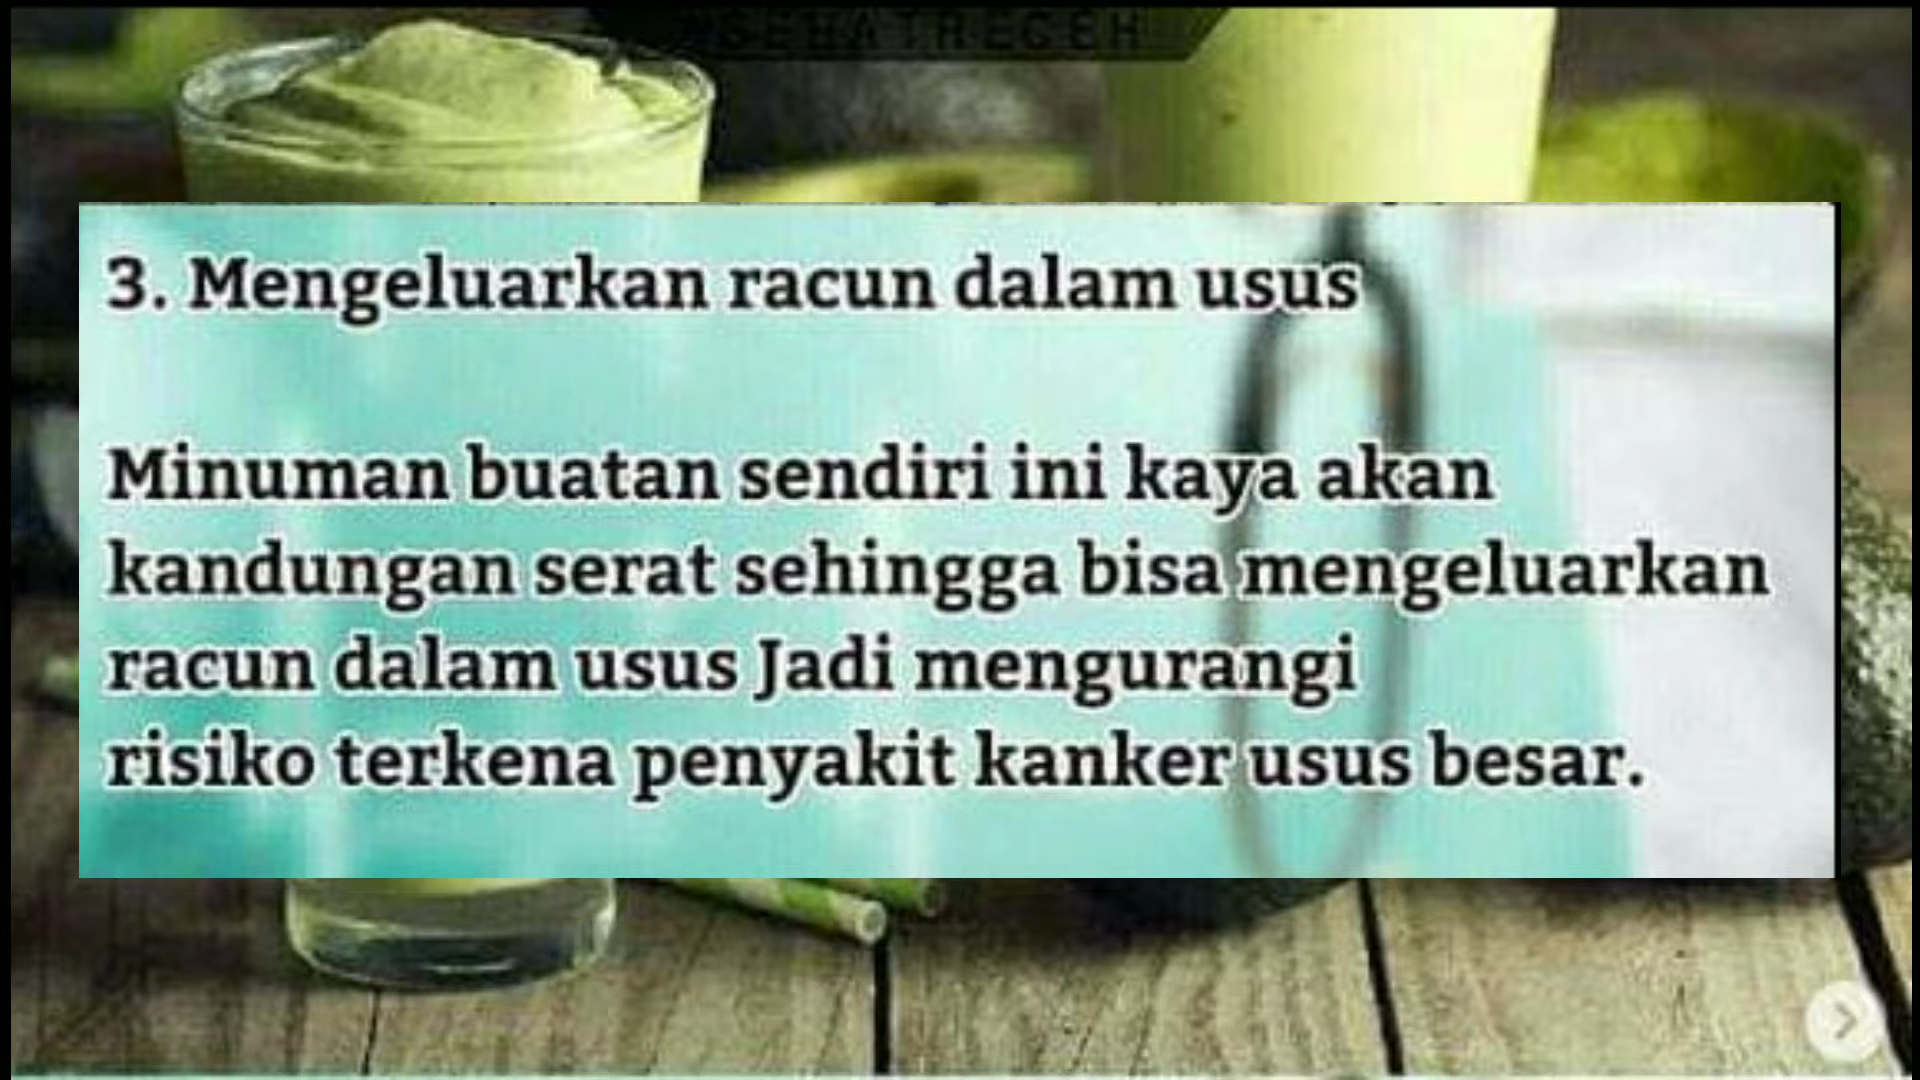 SEHATRECEH
3. Mengeluarkan racun dalam usus
Minuman buatan sendiri ini kaya akan
kandungan serat sehingga bisa mengeluarkan
racun dalam usus Jadi mengurangi
risiko terkena penyakit kanker usus besar.